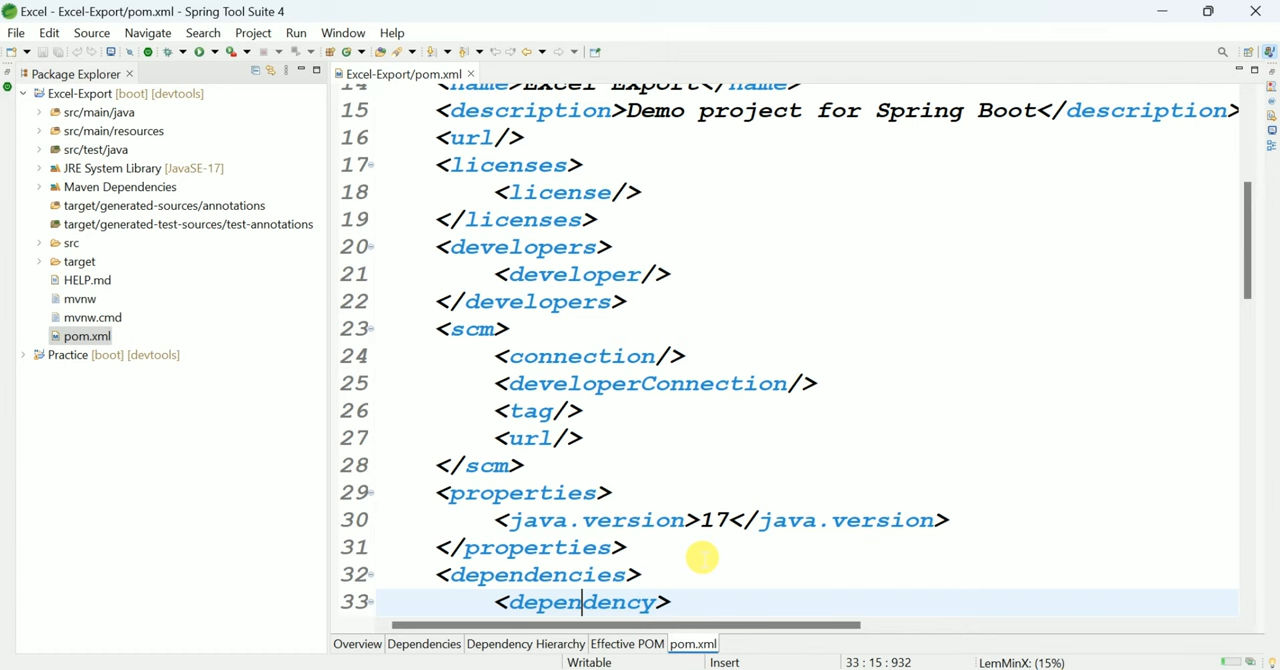 Excel - Excel-Export/pom.xml - Spring Tool Suite 4
File Edit Source Navigate Search Project Run Window Help
Package Explorer
Excel-Export/pom.xml
Excel-Export [boot] [devtools]
src/main/java
src/main/resources
src/test/java
JRE System Library [JavaSE-17]
Maven Dependencies
target/generated-sources/annotations
target/generated-test-sources/test-annotations
src
target
HELP.md
mvnw
mvnw.cmd
pom.xml
Practice [boot] [devtools]
14 <name>Excel Export</name>
15 <description>Demo project for Spring Boot</description>
16 <url/>
17 <licenses>
18 <license/>
19 </licenses>
20 <developers>
21 <developer/>
22 </developers>
23 <scm>
24 <connection/>
25 <developerConnection/>
26 <tag/>
27 <url/>
28 </scm>
29 <properties>
30 <java.version>17</java.version>
31 </properties>
32 <dependencies>
33 <dependency>
Overview Dependencies Dependency Hierarchy Effective POM pom.xml
Writable Insert 33 : 15 : 932 LemMinX: (15%)